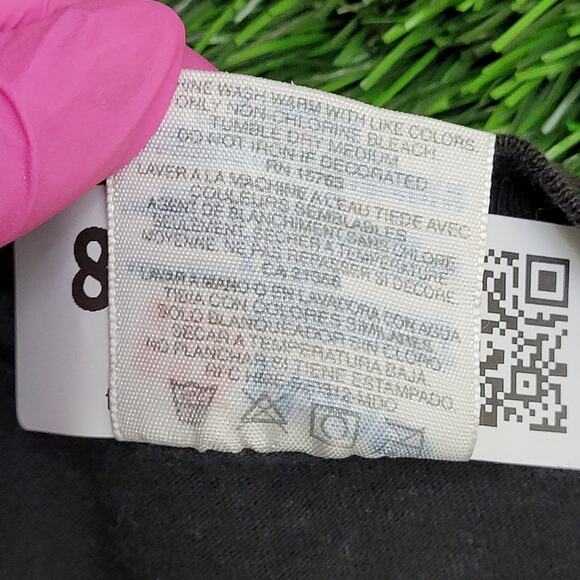 WASH WARM WITH LIKE COLORS
ONLY NON-CHLORINE BLEACH
TUMBLE DRY MEDIUM
DO NOT IRON IF DECORATED
RN 15763
LAVER A LA MACHINE A L'EAU TIEDE AVEC
COULEURS SEMBLABLES
AGENT DE BLANCHIMENT SANS CHLORE
SEULEMENT SECHER A TEMPERATURE
MOYENNE. NE PAS REPASSER SI DECORE
LAVAR A MANO O EN LAVADORA CON AGUA
TIBIA CON COLORES SIMILARES
SOLO BLANQUEADOR SIN CLORO
SECAR A TEMPERATURA BAJA
NO PLANCHAR SI TIENE ESTAMPADO
8